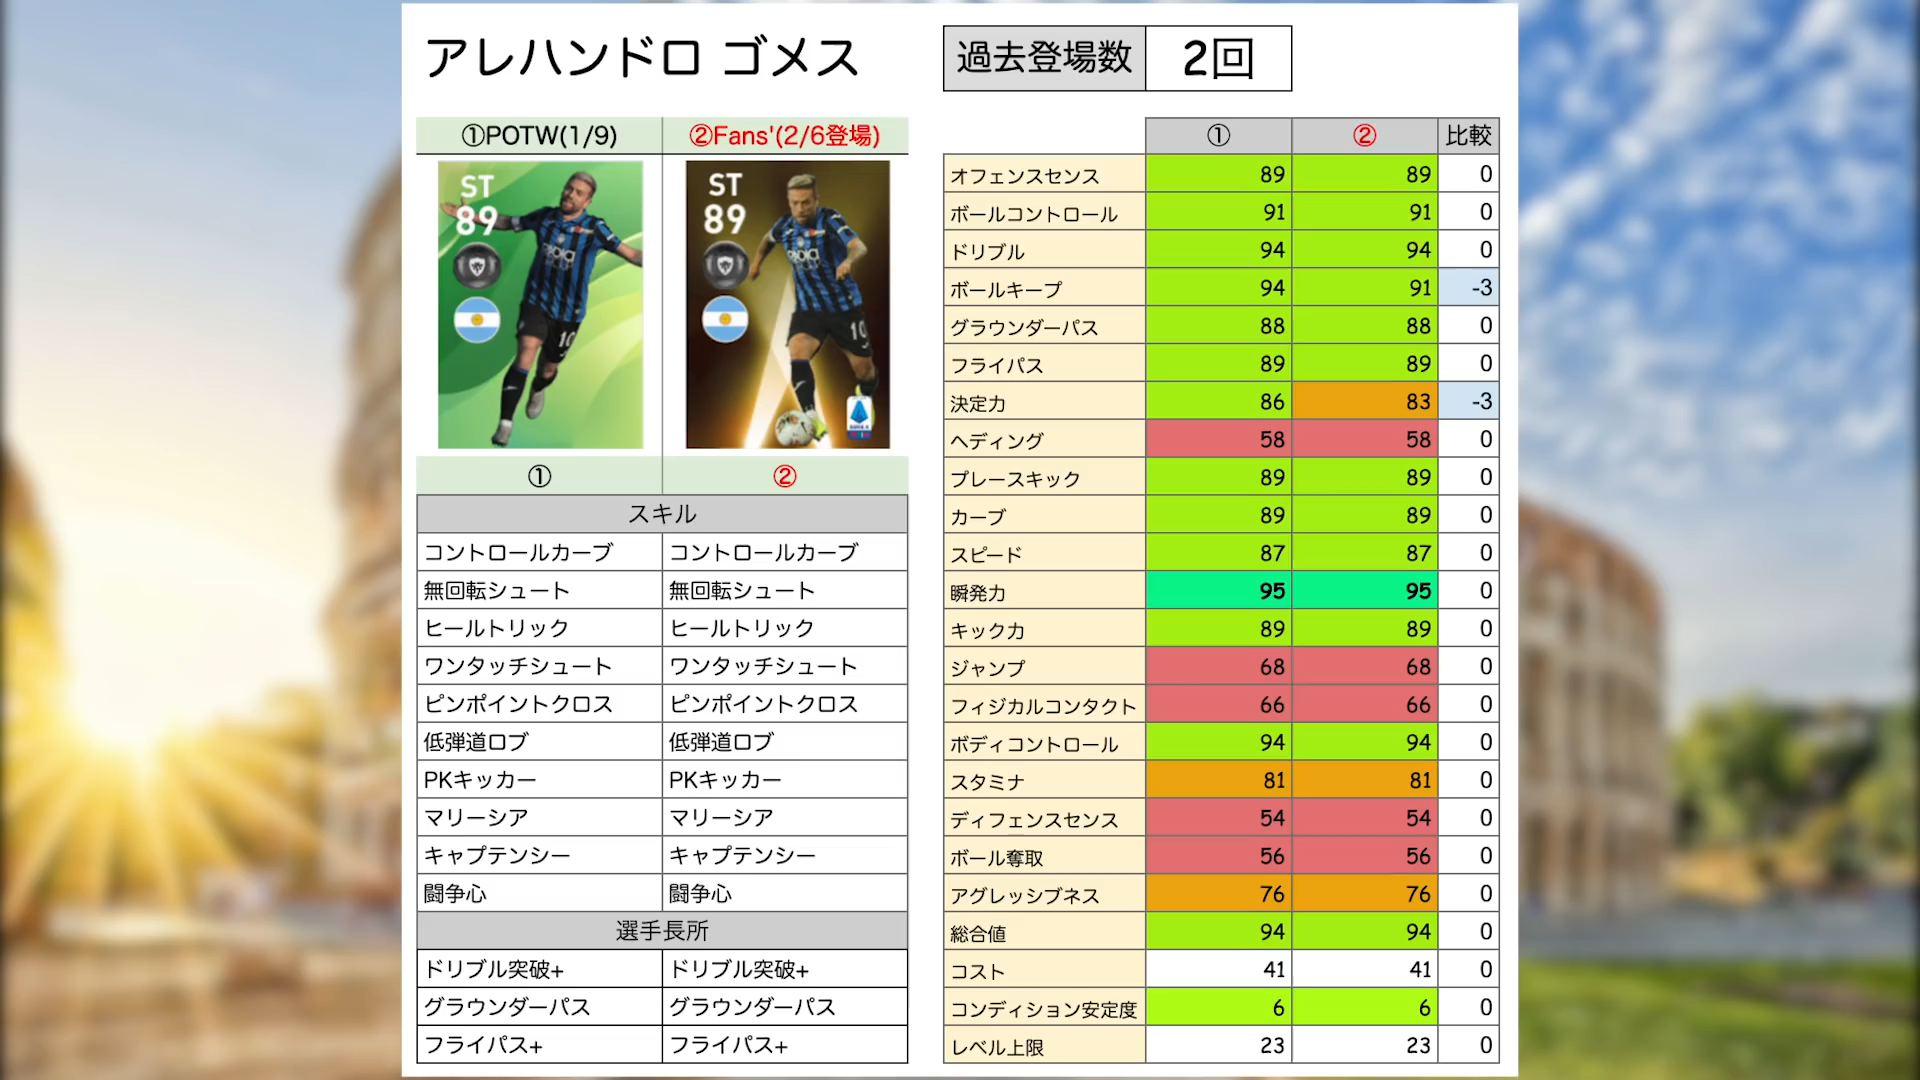 アレハンドロ ゴメス
過去登場数 2回
①POTW(1/9) ②Fans'(2/6登場)
ST
89
10
ST
89
10
① ②
スキル
コントロールカーブ コントロールカーブ
無回転シュート 無回転シュート
ヒールトリック ヒールトリック
ワンタッチシュート ワンタッチシュート
ピンポイントクロス ピンポイントクロス
低弾道ロブ 低弾道ロブ
PKキッカー PKキッカー
マリーシア マリーシア
キャプテンシー キャプテンシー
闘争心 闘争心
選手長所
ドリブル突破+ ドリブル突破+
グラウンダーパス グラウンダーパス
フライパス+ フライパス+
① ② 比較
オフェンスセンス 89 89 0
ボールコントロール 91 91 0
ドリブル 94 94 0
ボールキープ 94 91 -3
グラウンダーパス 88 88 0
フライパス 89 89 0
決定力 86 83 -3
ヘディング 58 58 0
プレースキック 89 89 0
カーブ 89 89 0
スピード 87 87 0
瞬発力 95 95 0
キック力 89 89 0
ジャンプ 68 68 0
フィジカルコンタクト 66 66 0
ボディコントロール 94 94 0
スタミナ 81 81 0
ディフェンスセンス 54 54 0
ボール奪取 56 56 0
アグレッシブネス 76 76 0
総合値 94 94 0
コスト 41 41 0
コンディション安定度 6 6 0
レベル上限 23 23 0